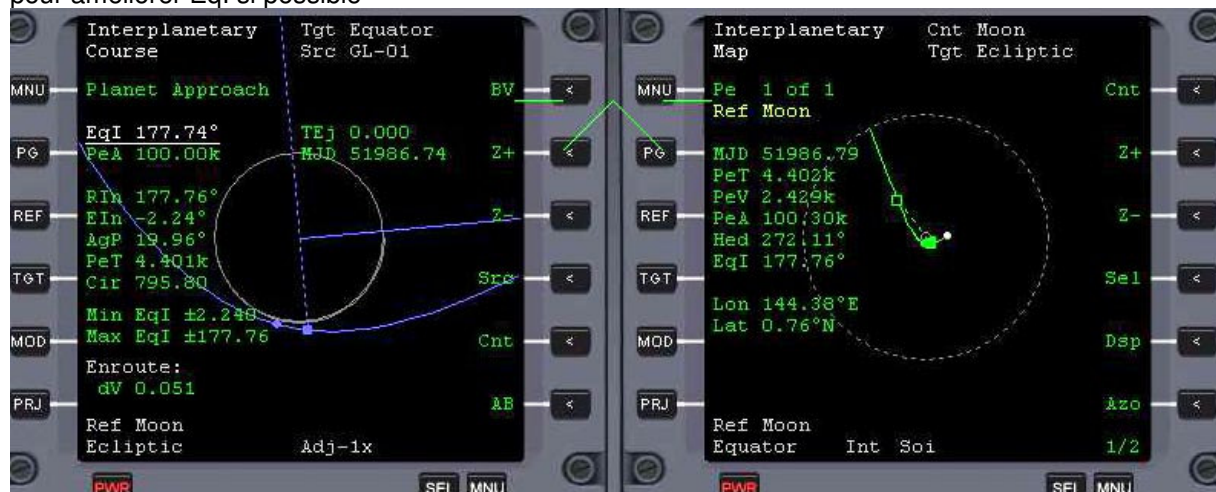 pour améliorer EqI si possible
Interplanetary Tgt Equator
Course Src GL-01
MNU Planet Approach BV <
EqI 177.74° TEj 0.000
PG PeA 100.00k MJD 51986.74 Z+ <
RIn 177.76°
REF EIn -2.24° Z- <
AgP 19.96°
PeT 4.401k
TGT Cir 795.80 Src <
Min EqI ±2.240
MOD Max EqI ±177.76 Cnt <
Enroute:
dV 0.051
PRJ AB <
Ref Moon
Ecliptic Adj-1x
PWR SEL MNU
Interplanetary Cnt Moon
Map Tgt Ecliptic
MNU Pe 1 of 1 Cnt <
Ref Moon
PG MJD 51986.79 Z+ <
PeT 4.402k
PeV 2.429k
REF PeA 100.30k Z- <
Hed 272.11°
EqI 177.76°
TGT Sel <
Lon 144.38°E
Lat 0.76°N
MOD Dsp <
PRJ Azo <
Ref Moon
Equator Int Soi 1/2
PWR SEL MNU